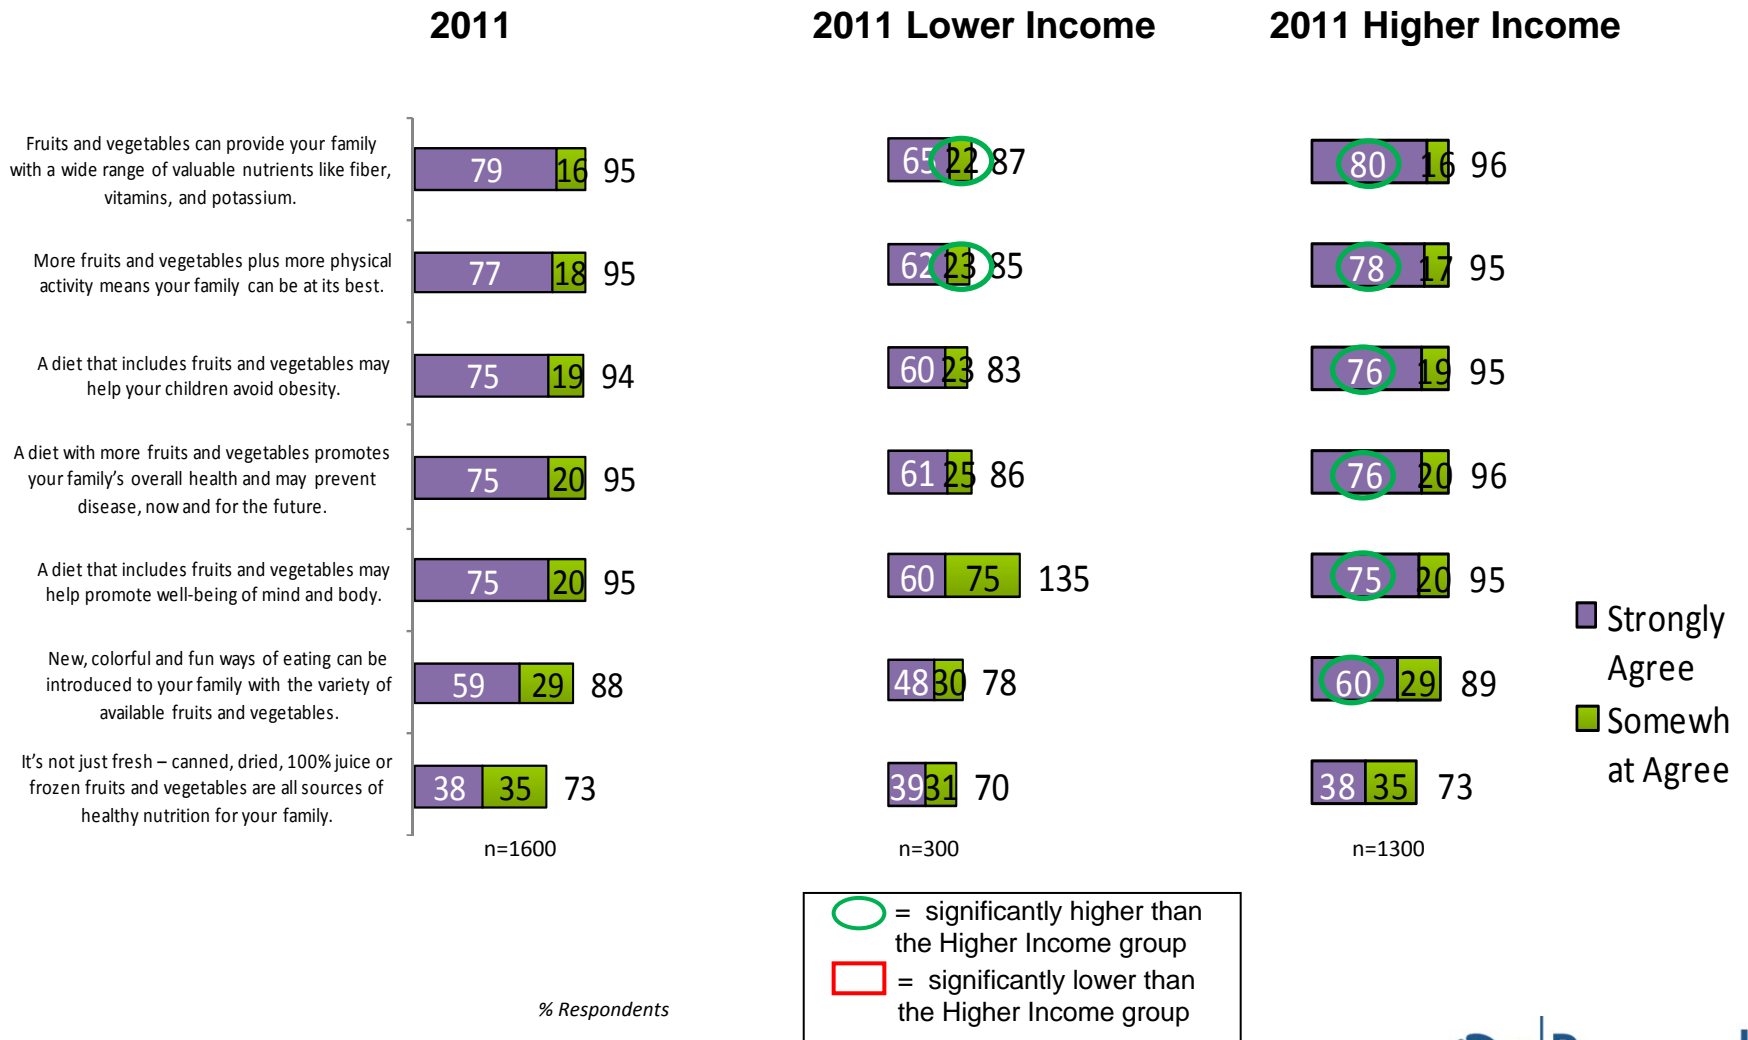 2011 2011 Lower Income 2011 Higher Income
Fruits and vegetables can provide your family
with a wide range of valuable nutrients like fiber,
vitamins, and potassium.
79 16 95 65 22 87 80 16 96
More fruits and vegetables plus more physical
activity means your family can be at its best.
77 18 95 62 23 85 78 17 95
A diet that includes fruits and vegetables may
help your children avoid obesity.
75 19 94 60 23 83 76 19 95
A diet with more fruits and vegetables promotes
your family's overall health and may prevent
disease, now and for the future.
75 20 95 61 25 86 76 20 96
A diet that includes fruits and vegetables may
help promote well-being of mind and body.
75 20 95 60 75 135 75 20 95
New, colorful and fun ways of eating can be
introduced to your family with the variety of
available fruits and vegetables.
59 29 88 48 30 78 60 29 89
It's not just fresh – canned, dried, 100% juice or
frozen fruits and vegetables are all sources of
healthy nutrition for your family.
38 35 73 39 31 70 38 35 73
Strongly
Agree
Somewh
at Agree
n=1600 n=300 n=1300
= significantly higher than
the Higher Income group
= significantly lower than
the Higher Income group
% Respondents